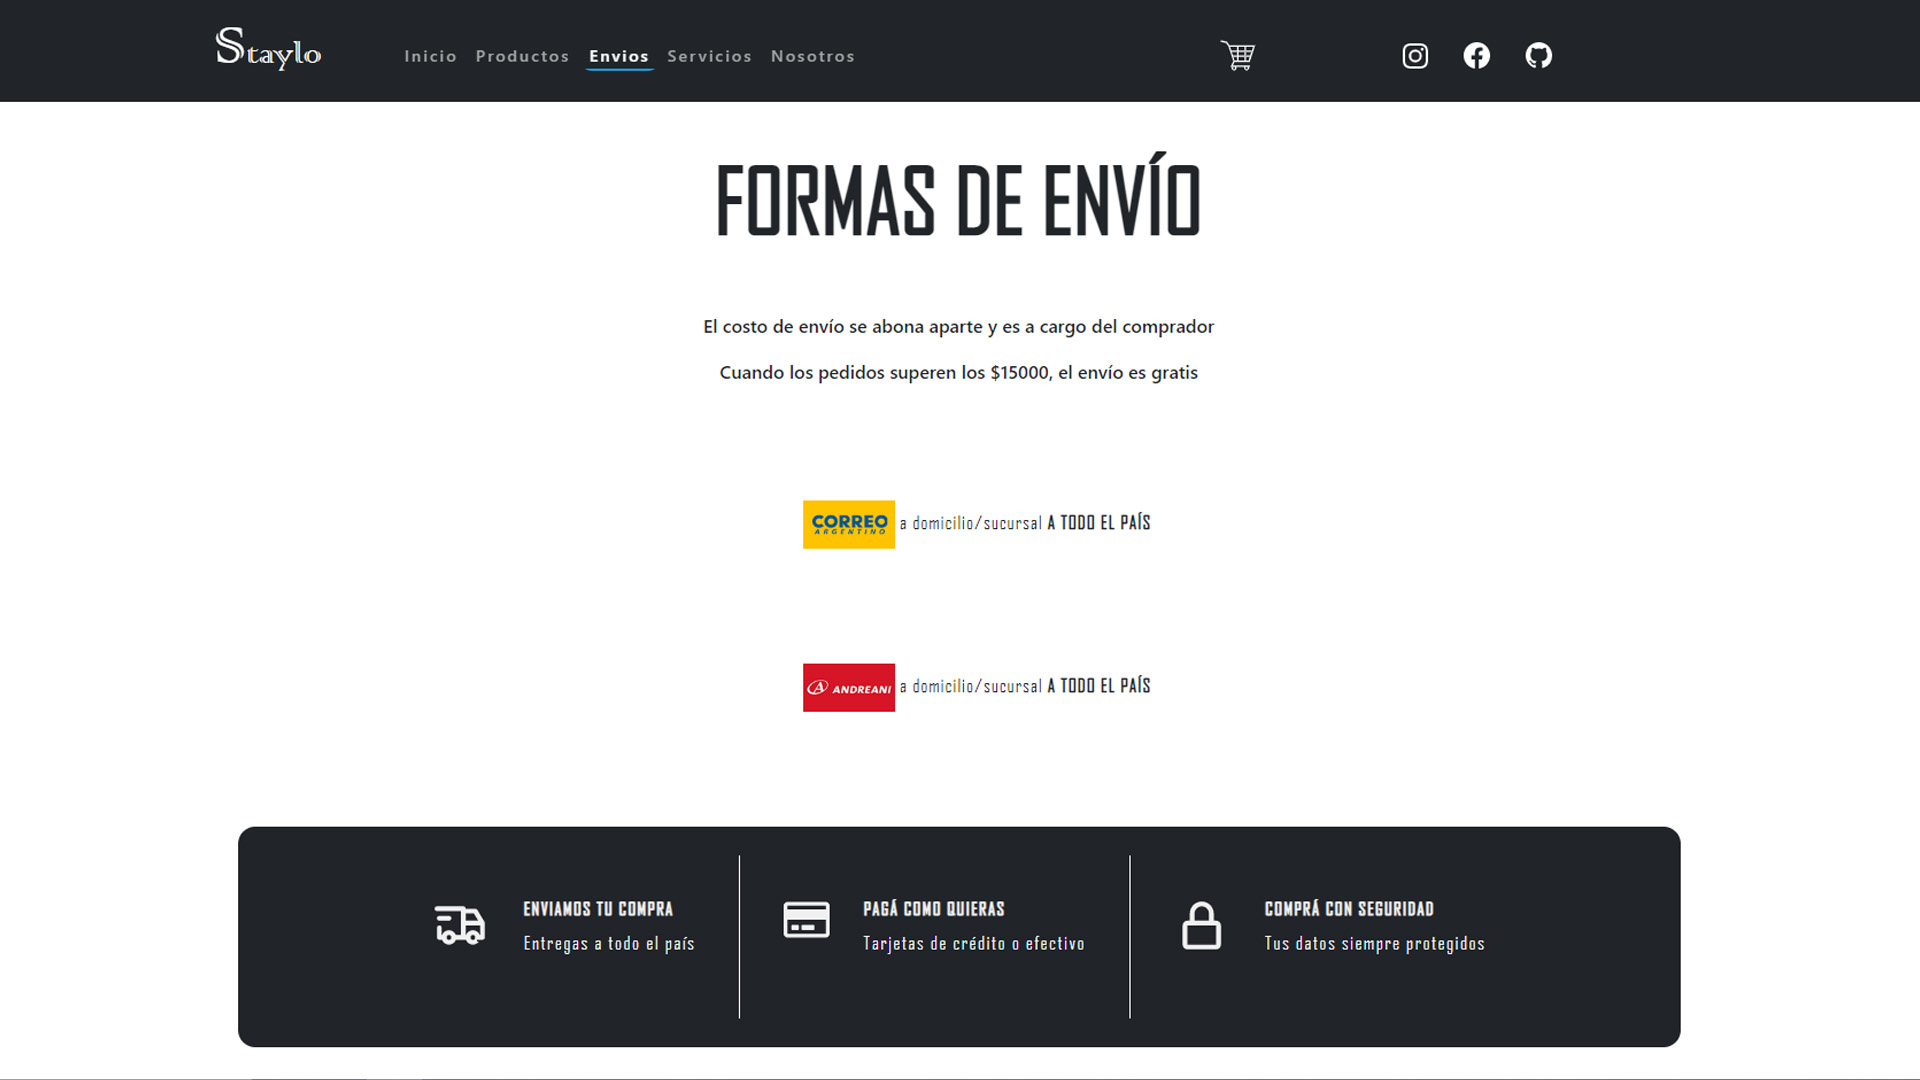 Staylo
Inicio Productos Envios Servicios Nosotros
FORMAS DE ENVÍO
El costo de envío se abona aparte y es a cargo del comprador
Cuando los pedidos superen los $15000, el envío es gratis
CORREO
ARGENTINO
a domicilio/sucursal A TODO EL PAÍS
ANDREANI
a domicilio/sucursal A TODO EL PAÍS
ENVIAMOS TU COMPRA
Entregas a todo el país
PAGÁ COMO QUIERAS
Tarjetas de crédito o efectivo
COMPRÁ CON SEGURIDAD
Tus datos siempre protegidos